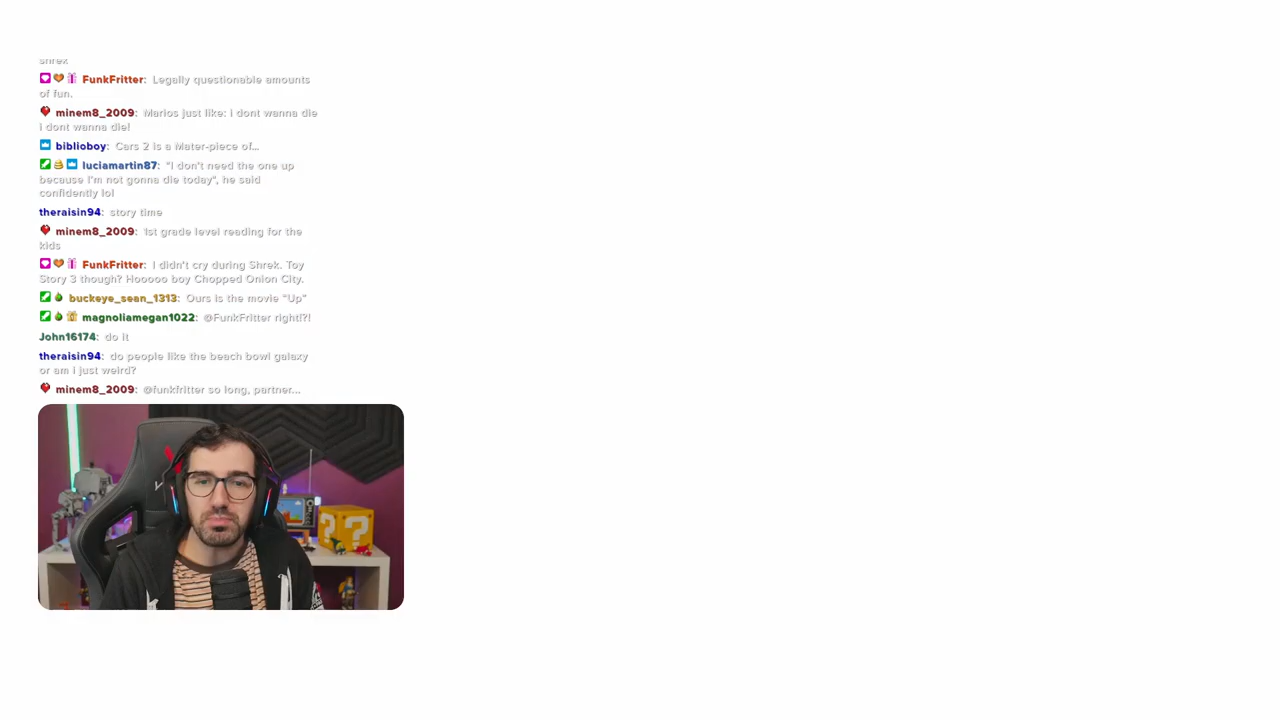 shrex
FunkFritter: Legally questionable amounts
of fun.
minem8_2009: Marios just like: i dont wanna die
i dont wanna die!
biblioboy: Cars 2 is a Mater-piece of...
luciamartin87: "I don't need the one up
because I'm not gonna die today", he said
confidently lol
theraisin94: story time
minem8_2009: 1st grade level reading for the
kids
FunkFritter: I didn't cry during Shrek. Toy
Story 3 though? Hooooo boy Chopped Onion City.
buckeye_sean_1313: Ours is the movie "Up"
magnoliamegan1022: @FunkFritter right!?!
John16174: do it
theraisin94: do people like the beach bowl galaxy
or am i just weird?
minem8_2009: @funkfritter so long, partner...